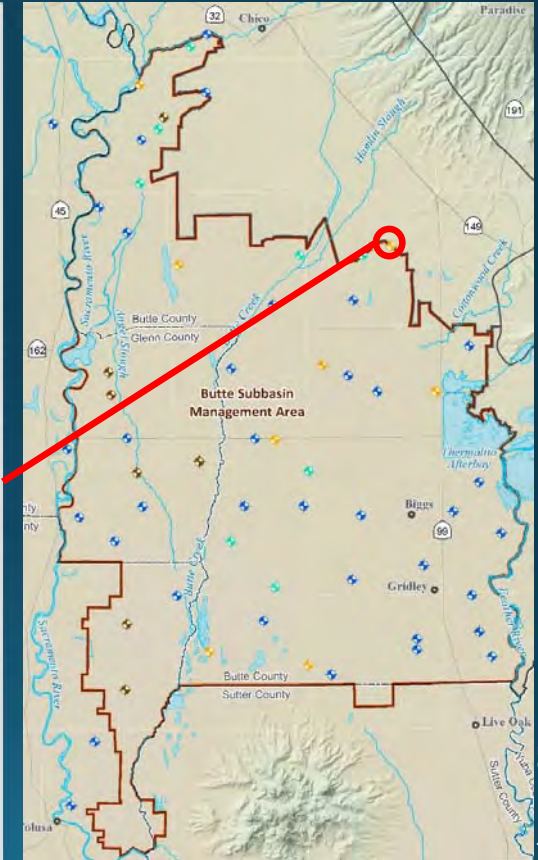 32
Chico
Paradise
191
Hamlin Slough
45
149
Sacramento River
Cottonwood Creek
Butte County
Glenn County
Angel Slough
Creek
162
Butte Subbasin
Management Area
Thermalito
Afterbay
Biggs
99
Butte Creek
Gridley
Feather River
Sacramento River
Butte County
Sutter County
Live Oak
Sutter
County